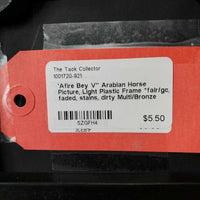 The Tack Collector
1001720-921
"Afire Bey V" Arabian Horse
Picture, Light Plastic Frame *fair/gc,
faded, stains, dirty Multi/Bronze
$5.50
SZGFH4